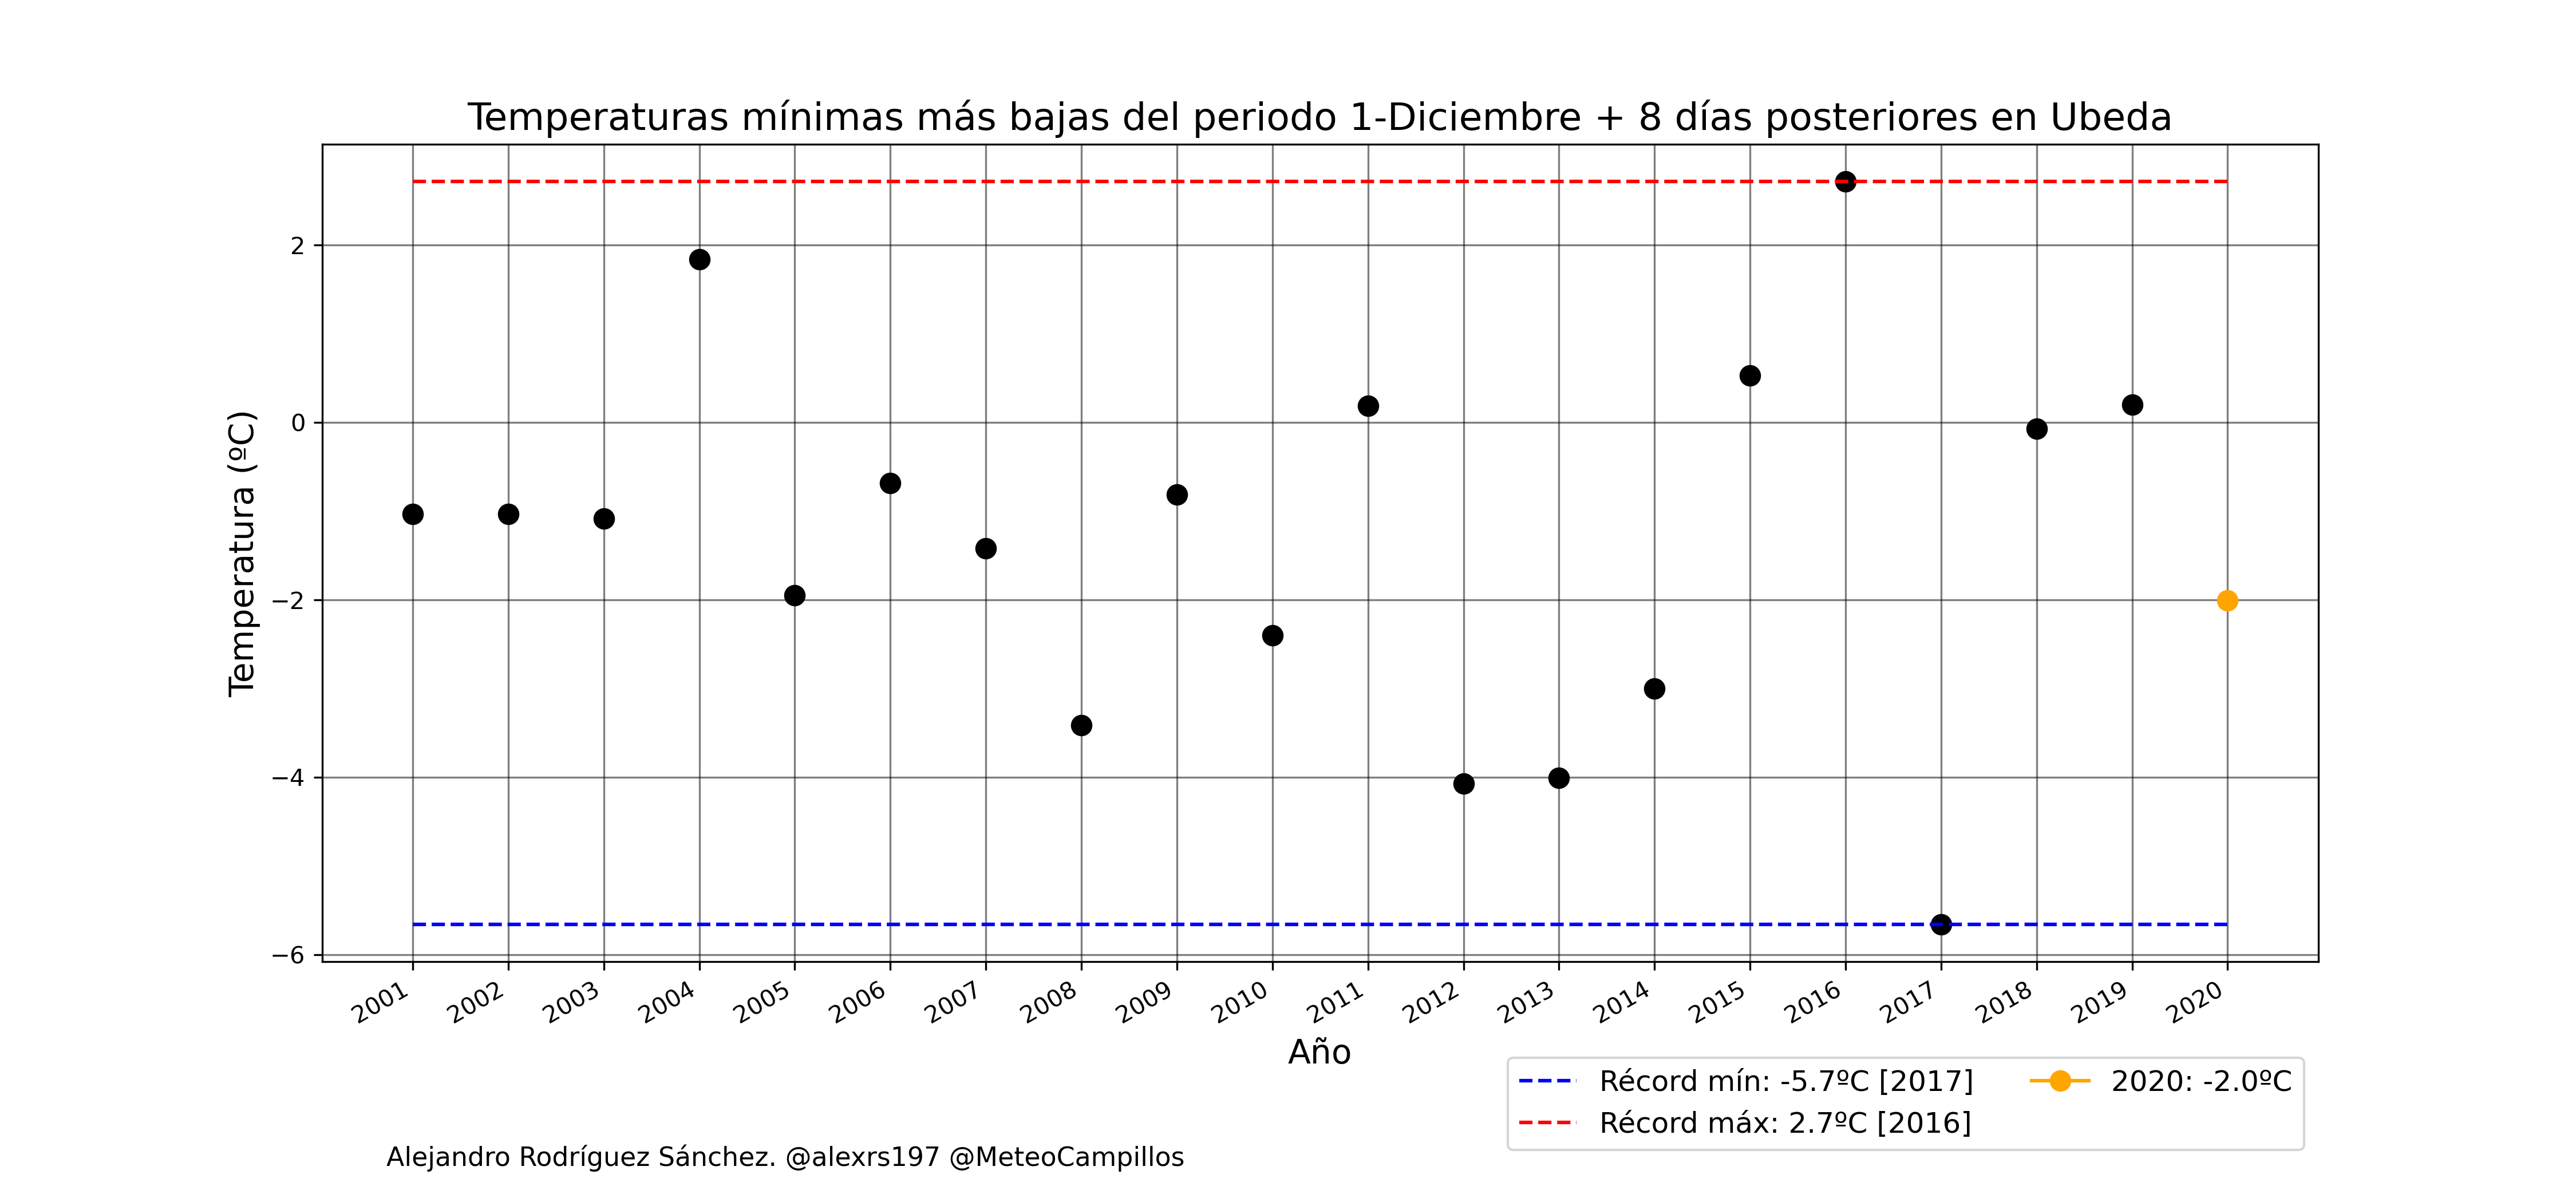 Temperaturas mínimas más bajas del periodo 1-Diciembre + 8 días posteriores en Ubeda
Temperatura (ºC)
2
0
−2
−4
−6
2001 2002 2003 2004 2005 2006 2007 2008 2009 2010 2011 2012 2013 2014 2015 2016 2017 2018 2019 2020
Año
Récord mín: -5.7ºC [2017]
Récord máx: 2.7ºC [2016]
2020: -2.0ºC
Alejandro Rodríguez Sánchez. @alexrs197 @MeteoCampillos